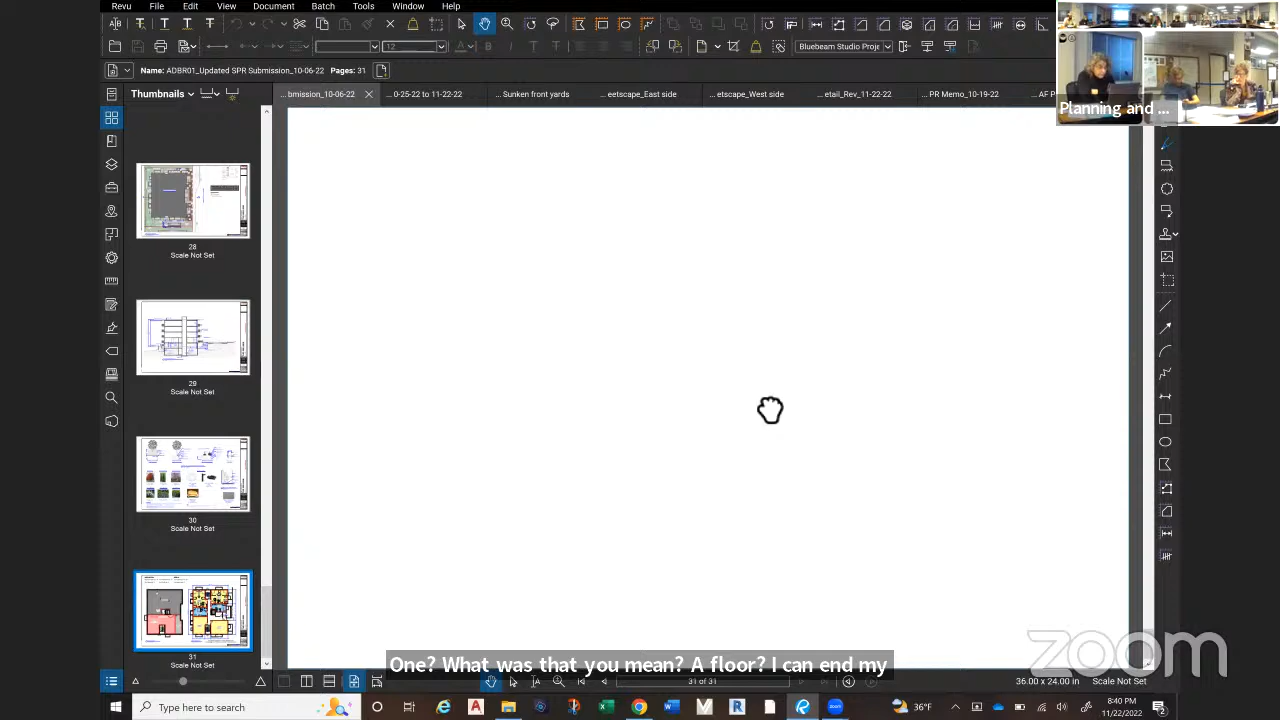 Revu File Edit View Document Batch Tools Window Help
12
Bluebeam Studio Proje
Name: ADBR01_Updated SPR Submission_10-06-22 Pages: 31
Thumbnails
...bmission_10-06-22
...0-25-22 to 11-22-22
... Sunken front yards
... eetscape_East side
... etscape_West side
... etail_Rev_11-22-22
... PR Memo_10-19-22
... AF P
Planning and ...
28
Scale Not Set
29
Scale Not Set
30
Scale Not Set
31
Scale Not Set
One? What was that you mean? A floor? I can end my
zoom
31 of 31
36.00 x 24.00 in
Scale Not Set
Type here to search
36°F
8:40 PM
11/22/2022
2